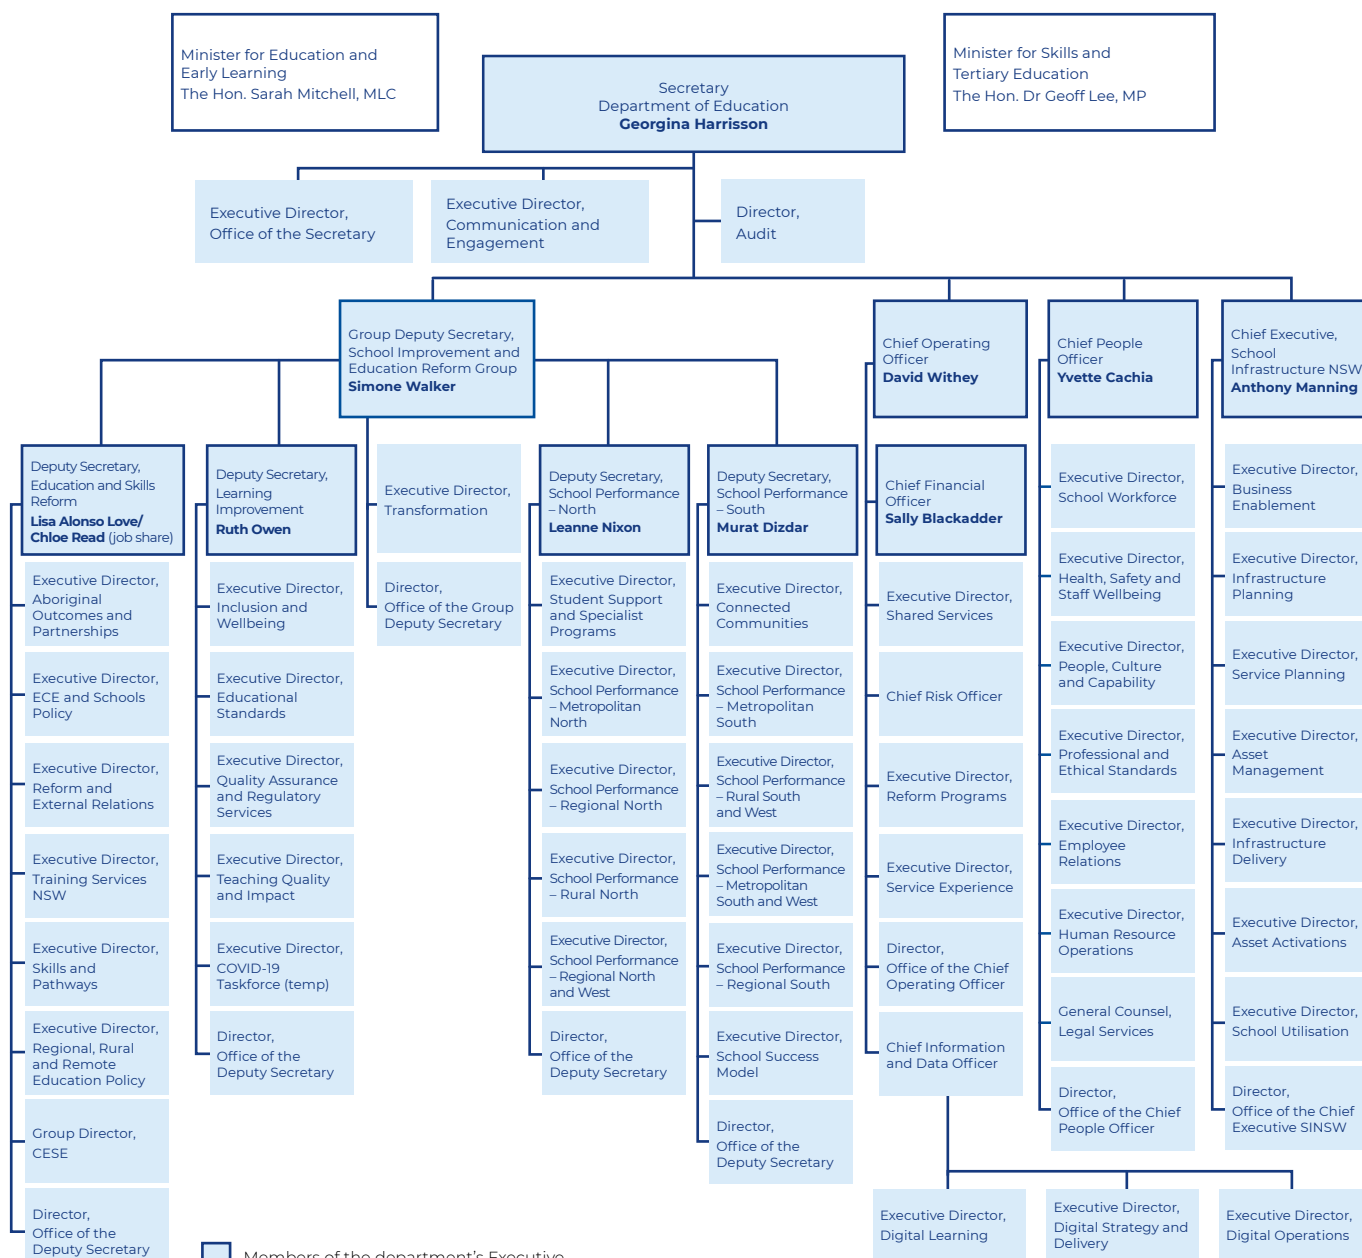 Minister for Education and
Early Learning
The Hon. Sarah Mitchell, MLC
Secretary
Department of Education
Georgina Harrisson
Minister for Skills and
Tertiary Education
The Hon. Dr Geoff Lee, MP
Executive Director,
Office of the Secretary
Executive Director,
Communication and
Engagement
Director,
Audit
Group Deputy Secretary,
School Improvement and
Education Reform Group
Simone Walker
Chief Operating
Officer
David Withey
Chief People
Officer
Yvette Cachia
Chief Executive,
School
Infrastructure NSW
Anthony Manning
Deputy Secretary,
Education and Skills
Reform
Lisa Alonso Love/
Chloe Read (job share)
Executive Director,
Aboriginal
Outcomes and
Partnerships
Executive Director,
ECE and Schools
Policy
Executive Director,
Reform and
External Relations
Executive Director,
Training Services
NSW
Executive Director,
Skills and
Pathways
Executive Director,
Regional, Rural
and Remote
Education Policy
Group Director,
CESE
Director,
Office of the
Deputy Secretary
Deputy Secretary,
Learning
Improvement
Ruth Owen
Executive Director,
Inclusion and
Wellbeing
Executive Director,
Educational
Standards
Executive Director,
Quality Assurance
and Regulatory
Services
Executive Director,
Teaching Quality
and Impact
Executive Director,
COVID-19
Taskforce (temp)
Director,
Office of the
Deputy Secretary
Executive Director,
Transformation
Director,
Office of the Group
Deputy Secretary
Deputy Secretary,
School Performance
– North
Leanne Nixon
Executive Director,
Student Support
and Specialist
Programs
Executive Director,
School Performance
– Metropolitan
North
Executive Director,
School Performance
– Regional North
Executive Director,
School Performance
– Rural North
Executive Director,
School Performance
– Regional North
and West
Director,
Office of the
Deputy Secretary
Deputy Secretary,
School Performance
– South
Murat Dizdar
Executive Director,
Connected
Communities
Executive Director,
School Performance
– Metropolitan
South
Executive Director,
School Performance
– Rural South
and West
Executive Director,
School Performance
– Metropolitan
South and West
Executive Director,
School Performance
– Regional South
Executive Director,
School Success
Model
Director,
Office of the
Deputy Secretary
Chief Financial
Officer
Sally Blackadder
Executive Director,
Shared Services
Chief Risk Officer
Executive Director,
Reform Programs
Executive Director,
Service Experience
Director,
Office of the Chief
Operating Officer
Chief Information
and Data Officer
Executive Director,
School Workforce
Executive Director,
Health, Safety and
Staff Wellbeing
Executive Director,
People, Culture
and Capability
Executive Director,
Professional and
Ethical Standards
Executive Director,
Employee
Relations
Executive Director,
Human Resource
Operations
General Counsel,
Legal Services
Director,
Office of the Chief
People Officer
Executive Director,
Business
Enablement
Executive Director,
Infrastructure
Planning
Executive Director,
Service Planning
Executive Director,
Asset
Management
Executive Director,
Infrastructure
Delivery
Executive Director,
Asset Activations
Executive Director,
School Utilisation
Director,
Office of the Chief
Executive SINSW
Executive Director,
Digital Learning
Executive Director,
Digital Strategy and
Delivery
Executive Director,
Digital Operations
Members of the department's Executive